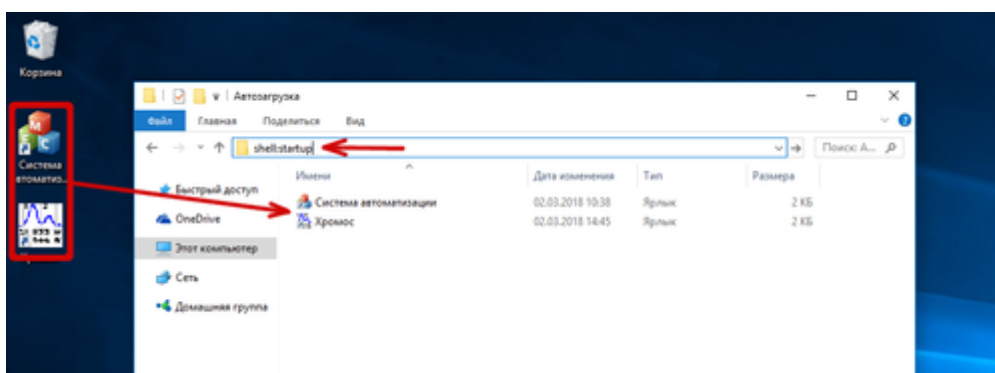 Корзина
Система
Автозагрузка
Файл Главная Поделиться Вид
shell:startup
Поиск: А...
Имя Дата изменения Тип Размер
Быстрый доступ
OneDrive
Этот компьютер
Сеть
Домашняя группа
Система автоматизации 02.03.2018 10:38 Ярлык 2 КБ
Хромос 02.03.2018 14:45 Ярлык 2 КБ